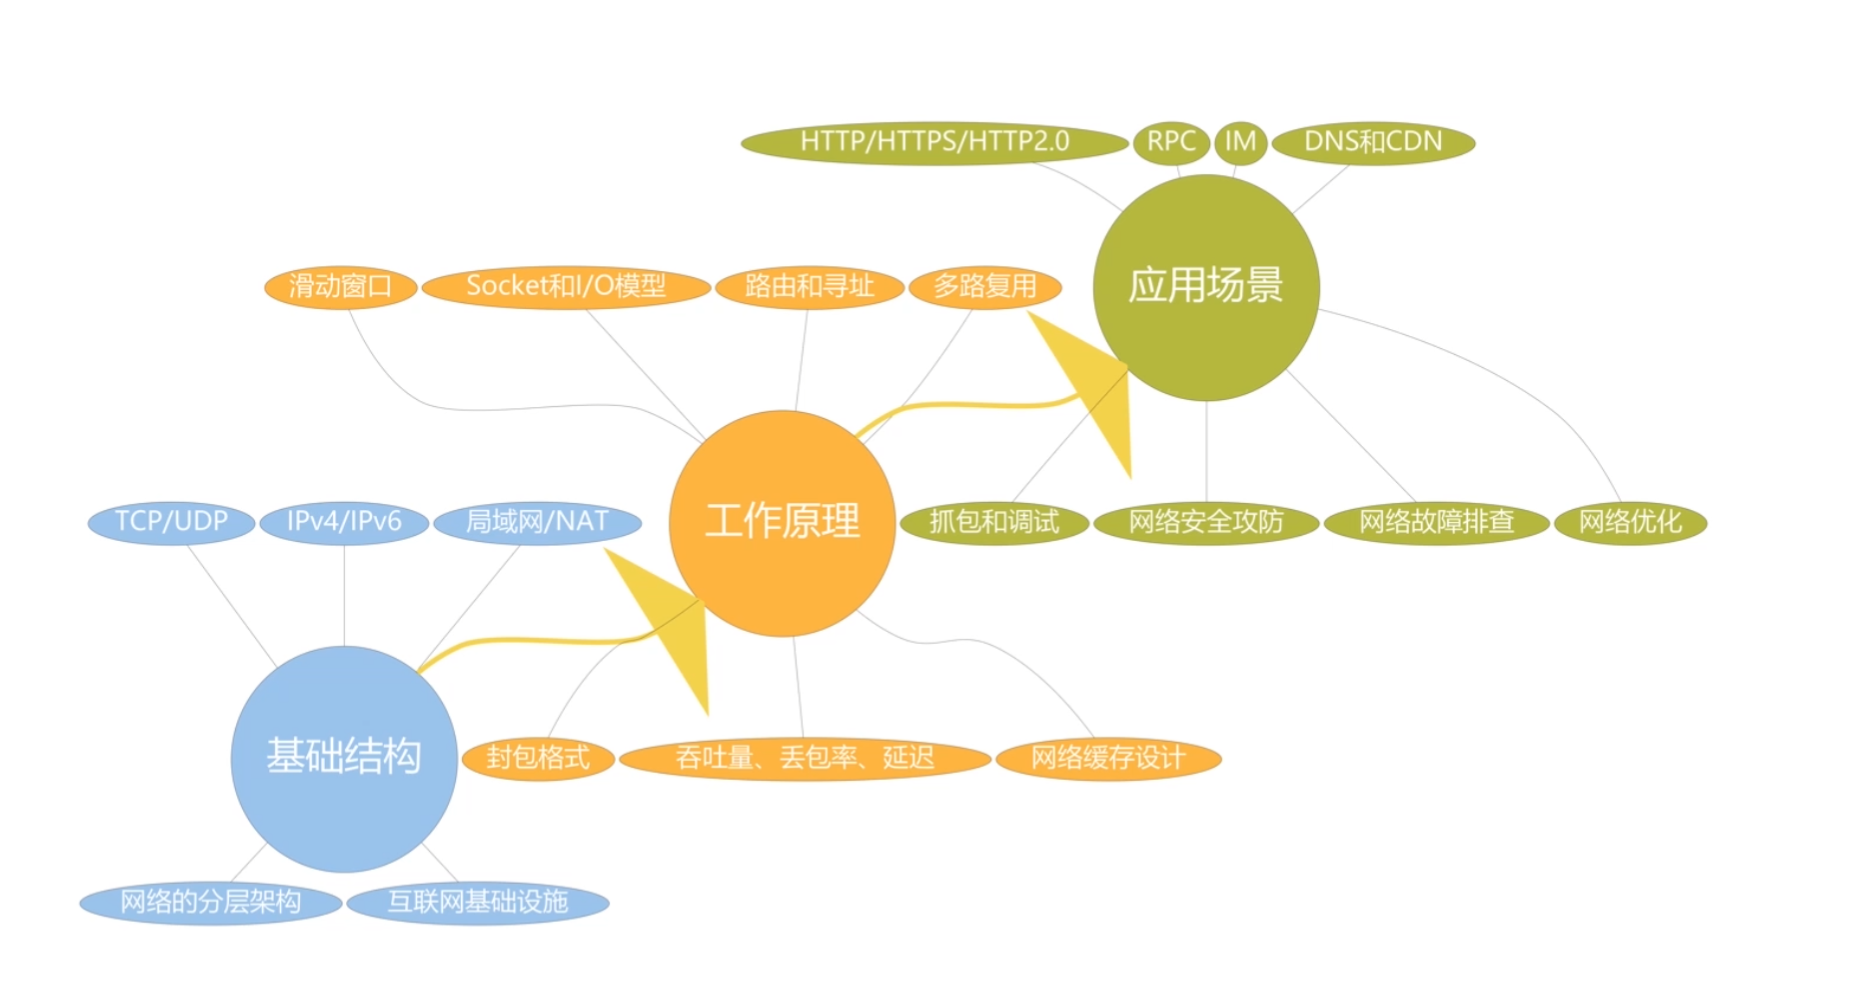 HTTP/HTTPS/HTTP2.0
RPC
IM
DNS和CDN
应用场景
滑动窗口
Socket和I/O模型
路由和寻址
多路复用
工作原理
抓包和调试
网络安全攻防
网络故障排查
网络优化
TCP/UDP
IPv4/IPv6
局域网/NAT
基础结构
封包格式
吞吐量、丢包率、延迟
网络缓存设计
网络的分层架构
互联网基础设施